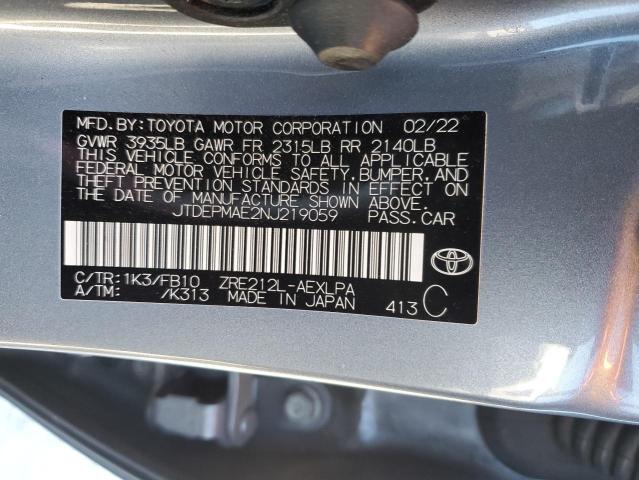 MFD.BY:TOYOTA MOTOR CORPORATION 02/22
GVWR 3935LB GAWR FR 2315LB RR 2140LB
THIS VEHICLE CONFORMS TO ALL APPLICABLE
FEDERAL MOTOR VEHICLE SAFETY,BUMPER,AND
THEFT PREVENTION STANDARDS IN EFFECT ON
THE DATE OF MANUFACTURE SHOWN ABOVE.
JTDEPMAE2NJ219059 PASS.CAR
C/TR:1K3/FB10 ZRE212L-AEXLPA
A/TM: /K313 MADE IN JAPAN 413 C